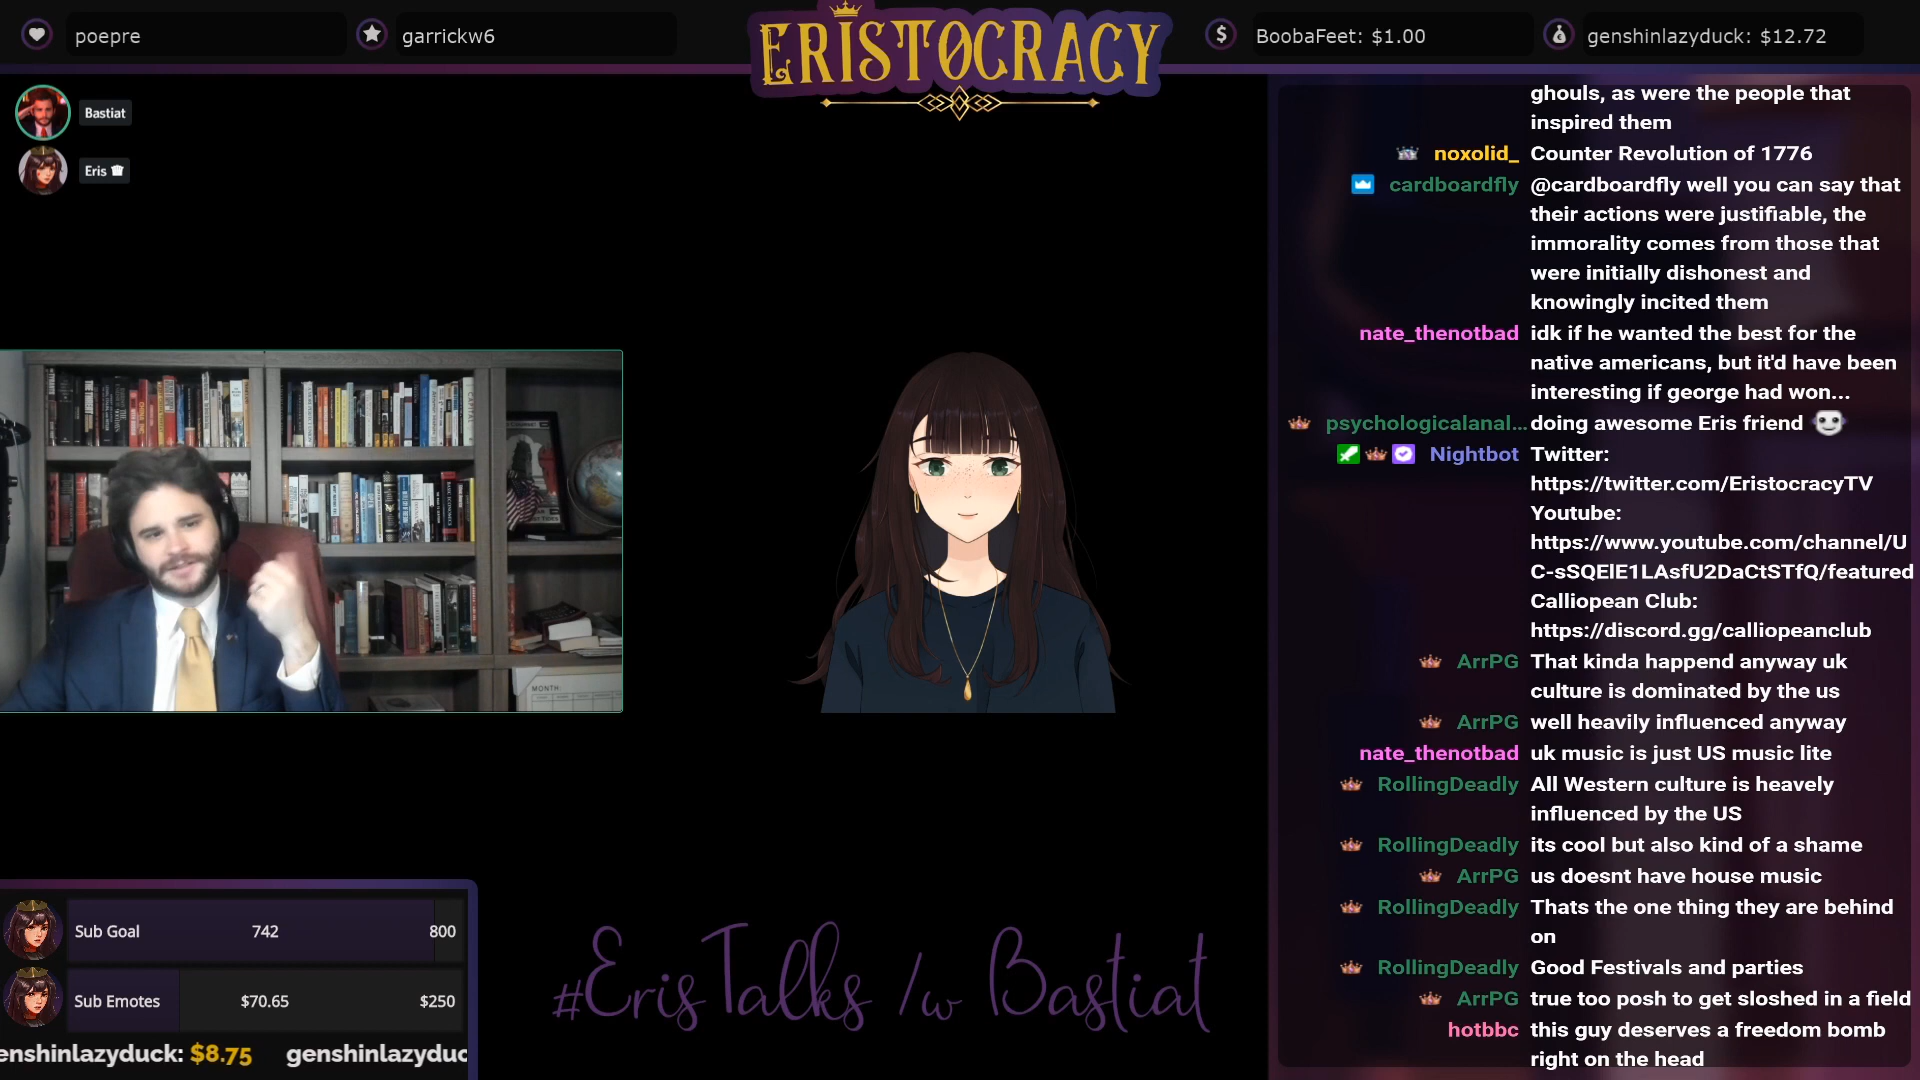 poepre
garrickw6
ERISTOCRACY
BoobaFeet: $1.00
genshinlazyduck: $12.72
Bastiat
Eris
MONTH:
Sub Goal 742 800
Sub Emotes $70.65 $250
enshinlazyduck: $8.75 genshinlazyduc
#ErisTalks /w Bastiat
ghouls, as were the people that
inspired them
noxolid_ Counter Revolution of 1776
cardboardfly @cardboardfly well you can say that
their actions were justifiable, the
immorality comes from those that
were initially dishonest and
knowingly incited them
nate_thenotbad idk if he wanted the best for the
native americans, but it'd have been
interesting if george had won...
psychologicalanal... doing awesome Eris friend
Nightbot Twitter:
https://twitter.com/EristocracyTV
Youtube:
https://www.youtube.com/channel/U
C-sSQElE1LAsfU2DaCtSTfQ/featured
Calliopean Club:
https://discord.gg/calliopeanclub
ArrPG That kinda happend anyway uk
culture is dominated by the us
ArrPG well heavily influenced anyway
nate_thenotbad uk music is just US music lite
RollingDeadly All Western culture is heavely
influenced by the US
RollingDeadly its cool but also kind of a shame
ArrPG us doesnt have house music
RollingDeadly Thats the one thing they are behind
on
RollingDeadly Good Festivals and parties
ArrPG true too posh to get sloshed in a field
hotbbc this guy deserves a freedom bomb
right on the head